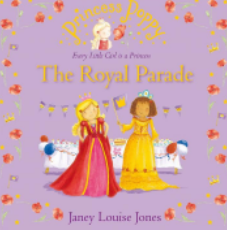 Princess Poppy
Every Little Girl is a Princess
The Royal Parade
Janey Louise Jones